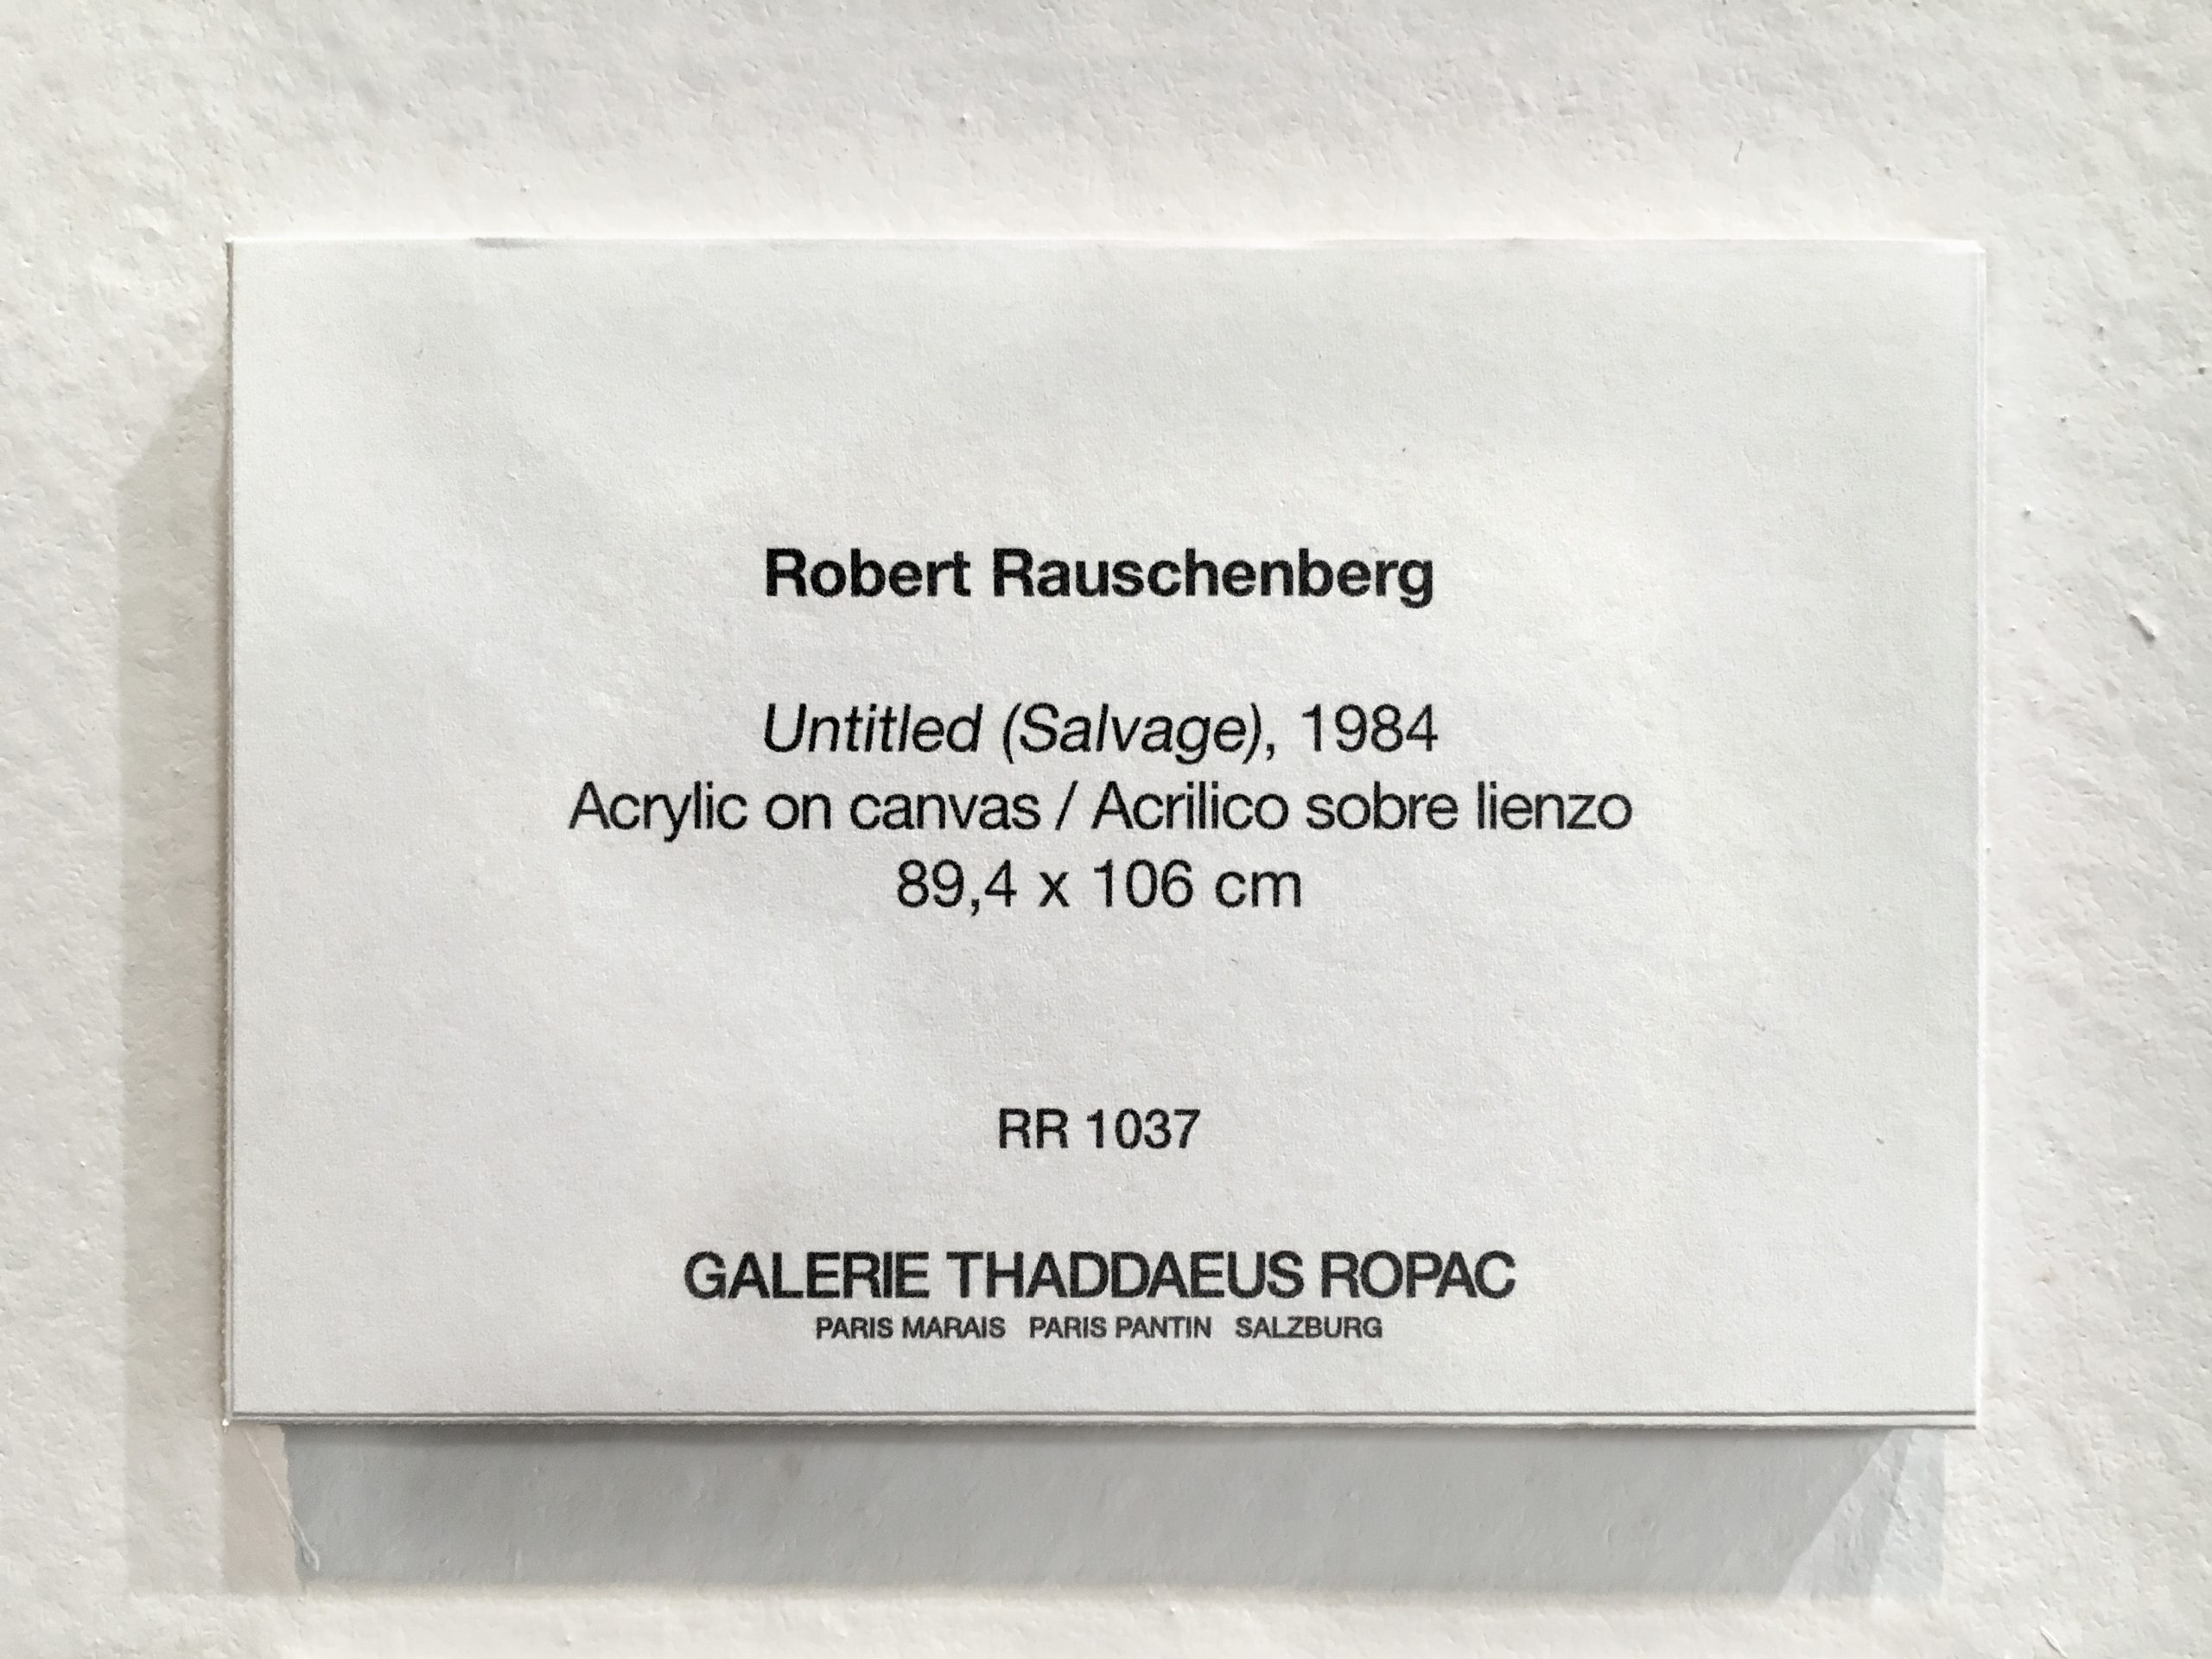 Robert Rauschenberg
Untitled (Salvage), 1984
Acrylic on canvas / Acrilico sobre lienzo
89,4 x 106 cm
RR 1037
GALERIE THADDAEUS ROPAC
PARIS MARAIS PARIS PANTIN SALZBURG